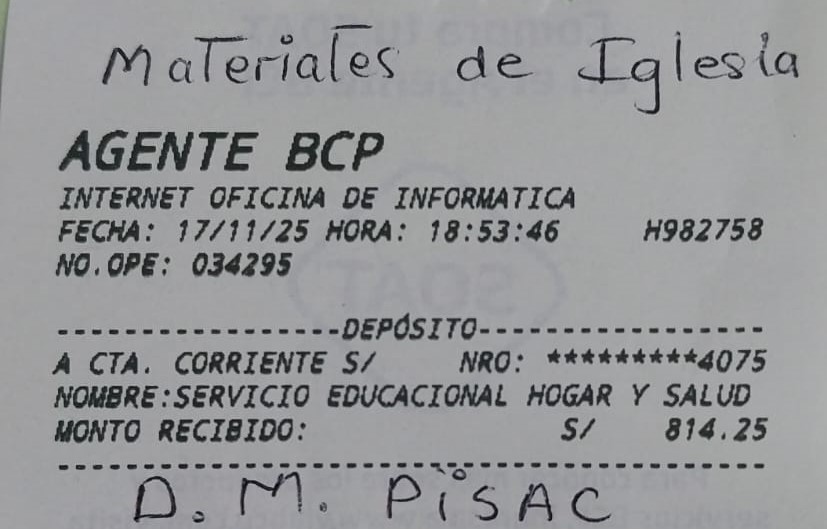 Materiales de Iglesia
AGENTE BCP
INTERNET OFICINA DE INFORMATICA
FECHA: 17/11/25 HORA: 18:53:46 H982758
NO.OPE: 034295
------------------DEPÓSITO------------------
A CTA. CORRIENTE S/ NRO: *********4075
NOMBRE:SERVICIO EDUCACIONAL HOGAR Y SALUD
MONTO RECIBIDO: S/ 814.25
--------------------------------------------
D. M. PISAC